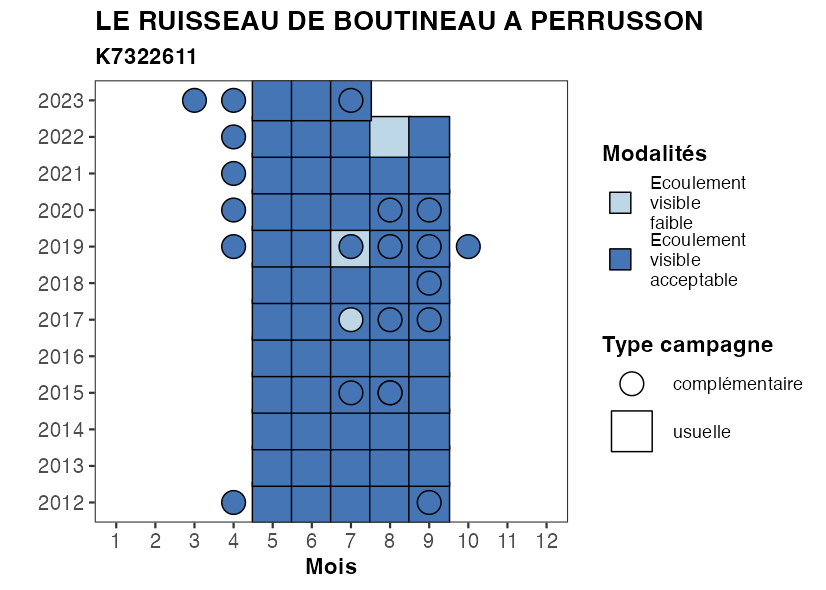 LE RUISSEAU DE BOUTINEAU A PERRUSSON
K7322611
2023
2022
2021
2020
2019
2018
2017
2016
2015
2014
2013
2012
1 2 3 4 5 6 7 8 9 10 11 12
Mois
Modalités
Ecoulement
visible
faible
Ecoulement
visible
acceptable
Type campagne
complémentaire
usuelle